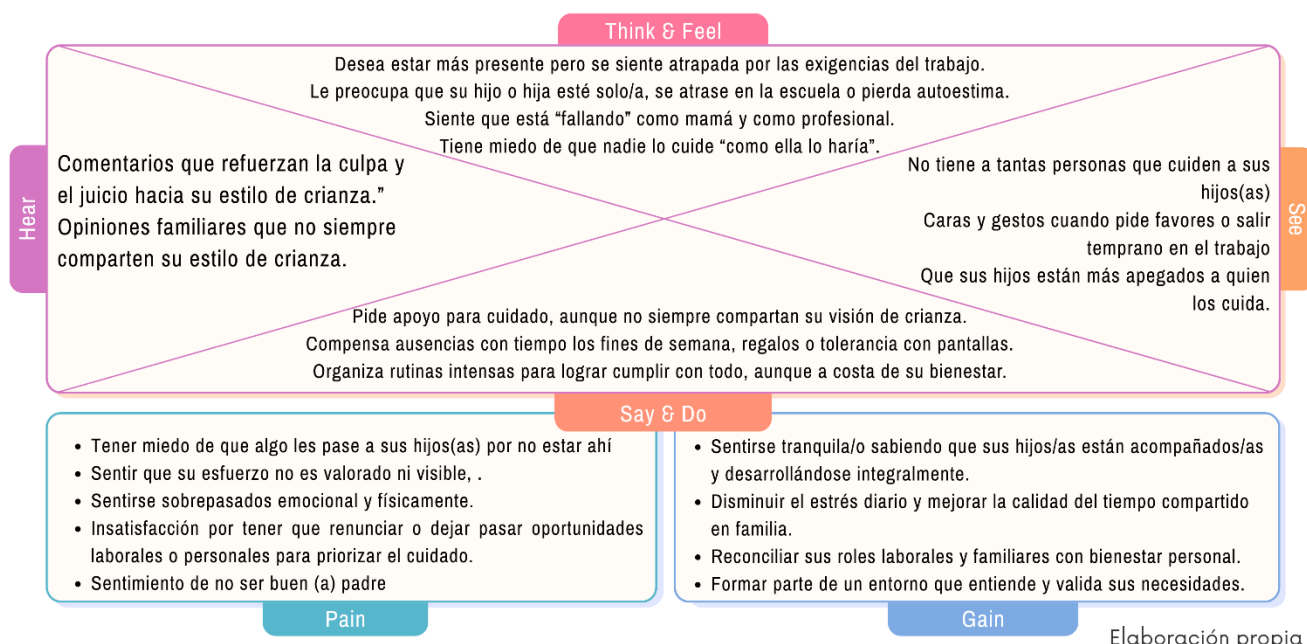 Think & Feel
Desea estar más presente pero se siente atrapada por las exigencias del trabajo.
Le preocupa que su hijo o hija esté solo/a, se atrase en la escuela o pierda autoestima.
Siente que está “fallando” como mamá y como profesional.
Tiene miedo de que nadie lo cuide “como ella lo haría”.
Hear
Comentarios que refuerzan la culpa y
el juicio hacia su estilo de crianza.”
Opiniones familiares que no siempre
comparten su estilo de crianza.
No tiene a tantas personas que cuiden a sus
hijos(as)
Caras y gestos cuando pide favores o salir
temprano en el trabajo
Que sus hijos están más apegados a quien
los cuida.
See
Pide apoyo para cuidado, aunque no siempre compartan su visión de crianza.
Compensa ausencias con tiempo los fines de semana, regalos o tolerancia con pantallas.
Organiza rutinas intensas para lograr cumplir con todo, aunque a costa de su bienestar.
Say & Do
• Tener miedo de que algo les pase a sus hijos(as) por no estar ahí
• Sentir que su esfuerzo no es valorado ni visible, .
• Sentirse sobrepasados emocional y físicamente.
• Insatisfacción por tener que renunciar o dejar pasar oportunidades
laborales o personales para priorizar el cuidado.
• Sentimiento de no ser buen (a) padre
Pain
• Sentirse tranquila/o sabiendo que sus hijos/as están acompañados/as
y desarrollándose integralmente.
• Disminuir el estrés diario y mejorar la calidad del tiempo compartido
en familia.
• Reconciliar sus roles laborales y familiares con bienestar personal.
• Formar parte de un entorno que entiende y valida sus necesidades.
Gain
Elaboración propia